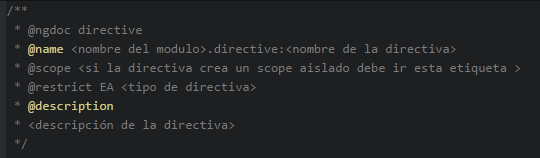 /**
* @ngdoc directive
* @name <nombre del modulo>.directive:<nombre de la directiva>
* @scope <si la directiva crea un scope aislado debe ir esta etiqueta >
* @restrict EA <tipo de directiva>
* @description
* <descripción de la directiva>
*/